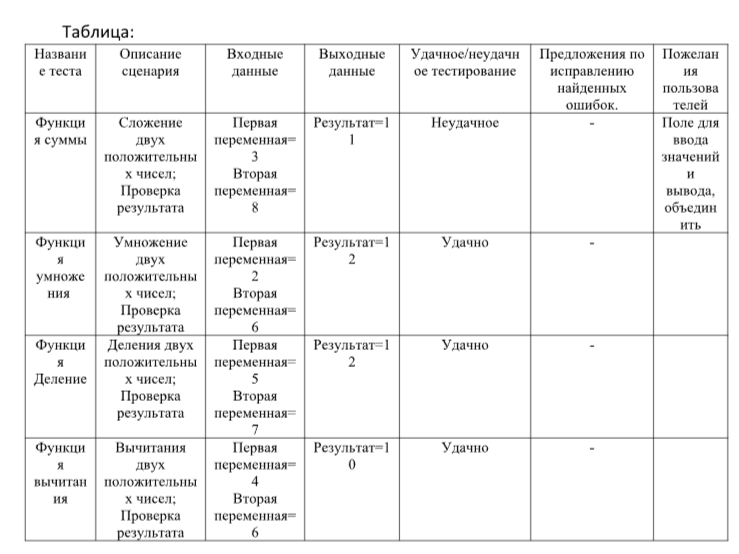 Таблица:
Названи
е теста
Описание
сценария
Входные
данные
Выходные
данные
Удачное/неудачн
ое тестирование
Предложения по
исправлению
найденных
ошибок.
Пожелан
ия
пользова
телей
Функци
я суммы
Сложение
двух
положительны
х чисел;
Проверка
результата
Первая
переменная=
3
Вторая
переменная=
8
Результат=1
1
Неудачное
-
Поле для
ввода
значений
и
вывода,
объедин
ить
Функци
я
умноже
ния
Умножение
двух
положительны
х чисел;
Проверка
результата
Первая
переменная=
2
Вторая
переменная=
6
Результат=1
2
Удачно
-
Функци
я
Деление
Деления двух
положительны
х чисел;
Проверка
результата
Первая
переменная=
5
Вторая
переменная=
7
Результат=1
2
Удачно
-
Функци
я
вычитан
ия
Вычитания
двух
положительны
х чисел;
Проверка
результата
Первая
переменная=
4
Вторая
переменная=
6
Результат=1
0
Удачно
-